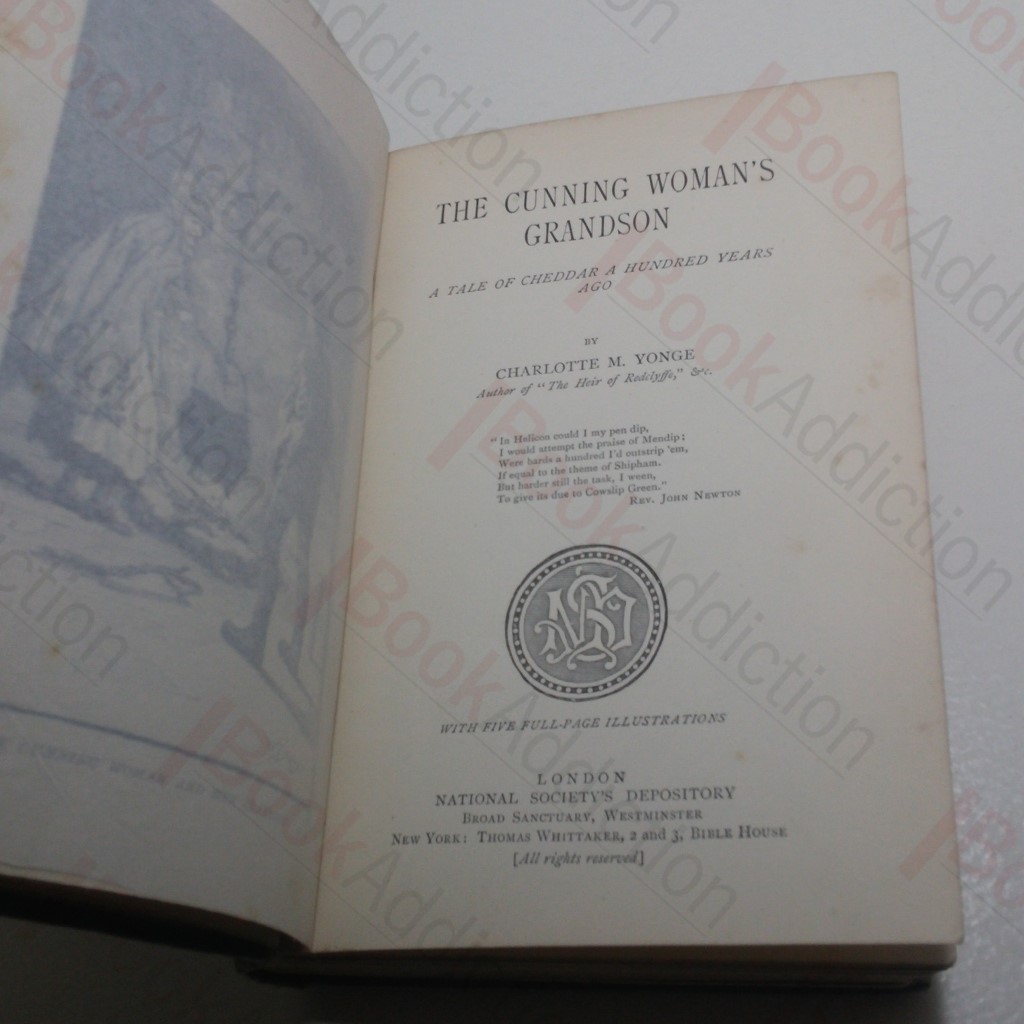 THE CUNNING WOMAN'S
GRANDSON
A TALE OF CHEDDAR A HUNDRED YEARS
AGO
BY
CHARLOTTE M. YONGE
Author of "The Heir of Redclyffe," &c.
"In Helicon could I my pen dip,
I would attempt the praise of Mendip;
Were bards a hundred I'd outstrip 'em,
If equal to the theme of Shipham.
But harder still the task, I ween,
To give its due to Cowslip Green."
REV. JOHN NEWTON
NS
WITH FIVE FULL-PAGE ILLUSTRATIONS
LONDON
NATIONAL SOCIETY'S DEPOSITORY
BROAD SANCTUARY, WESTMINSTER
NEW YORK: THOMAS WHITTAKER, 2 and 3, BIBLE HOUSE
[All rights reserved]
BookAddiction